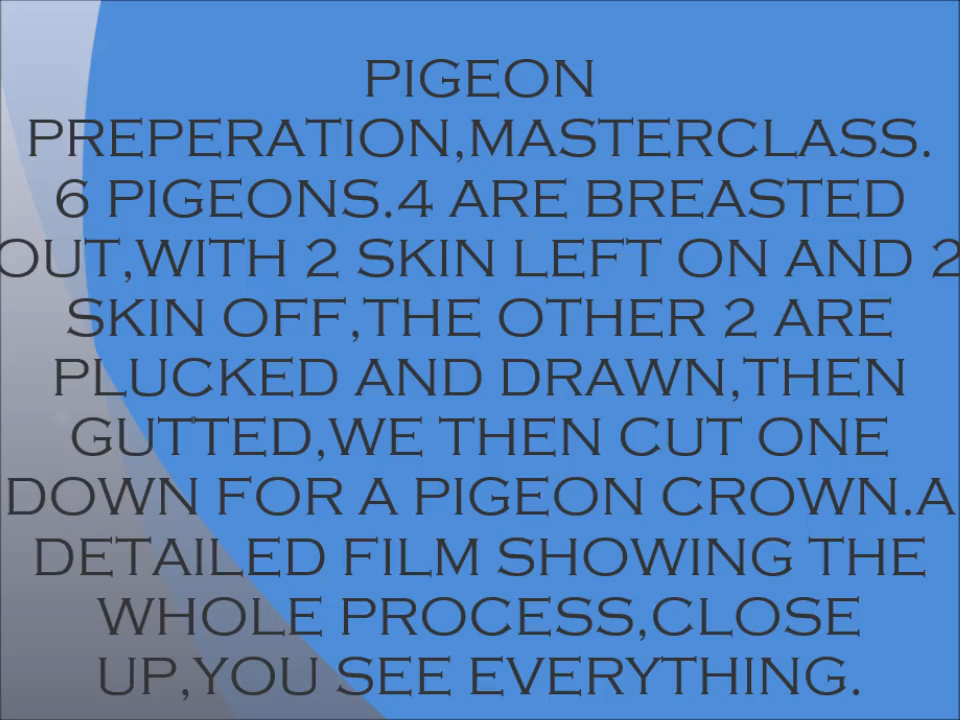 PIGEON
PREPERATION,MASTERCLASS.
6 PIGEONS.4 ARE BREASTED
OUT,WITH 2 SKIN LEFT ON AND 2
SKIN OFF,THE OTHER 2 ARE
PLUCKED AND DRAWN,THEN
GUTTED,WE THEN CUT ONE
DOWN FOR A PIGEON CROWN.A
DETAILED FILM SHOWING THE
WHOLE PROCESS,CLOSE
UP,YOU SEE EVERYTHING.